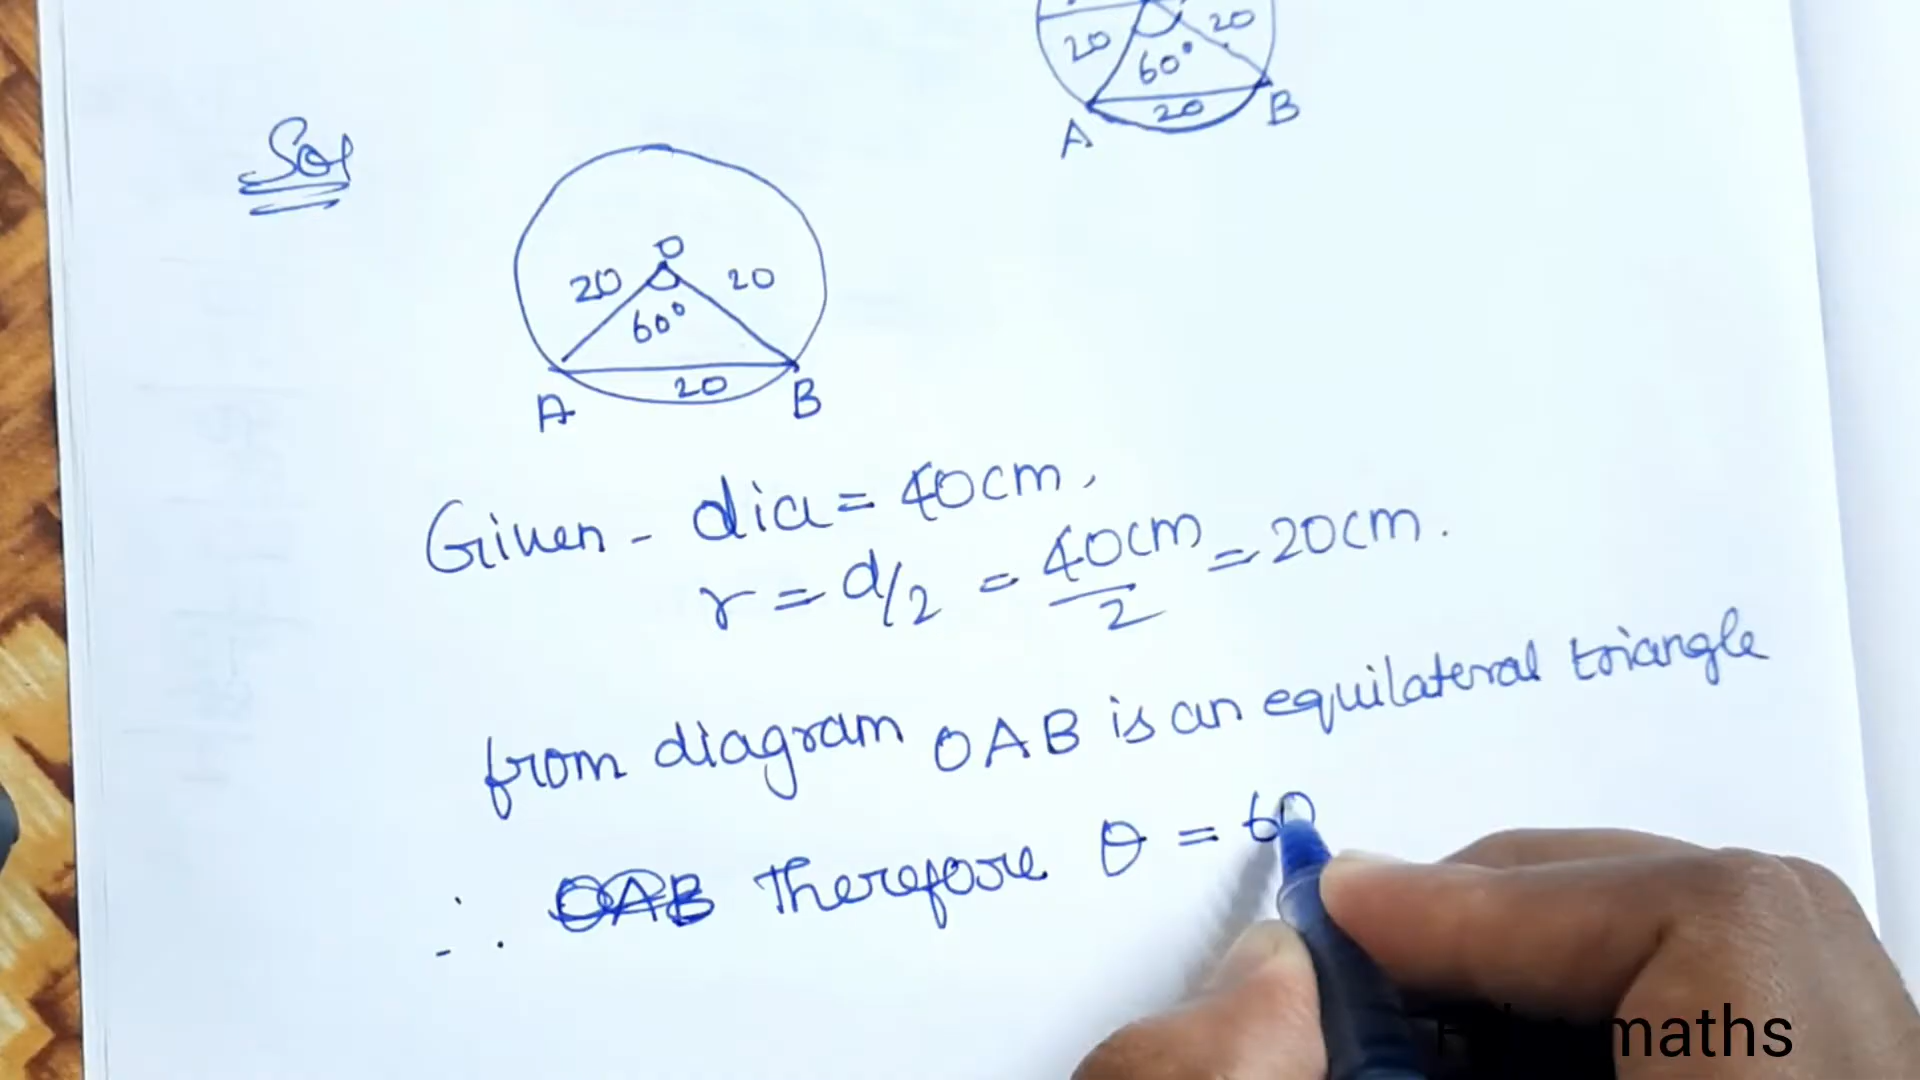 20 20
60°
20
A B
Sol
O
20 20
60°
20
A B
Given - dia = 40cm,
r = d/2 = 40cm/2 = 20cm.
from diagram OAB is an equilateral triangle
∴ OAB Therefore θ = 60
maths